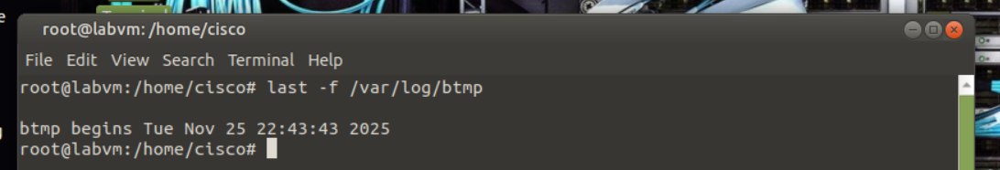 root@labvm: /home/cisco
File Edit View Search Terminal Help
root@labvm:/home/cisco# last -f /var/log/btmp
btmp begins Tue Nov 25 22:43:43 2025
root@labvm:/home/cisco#